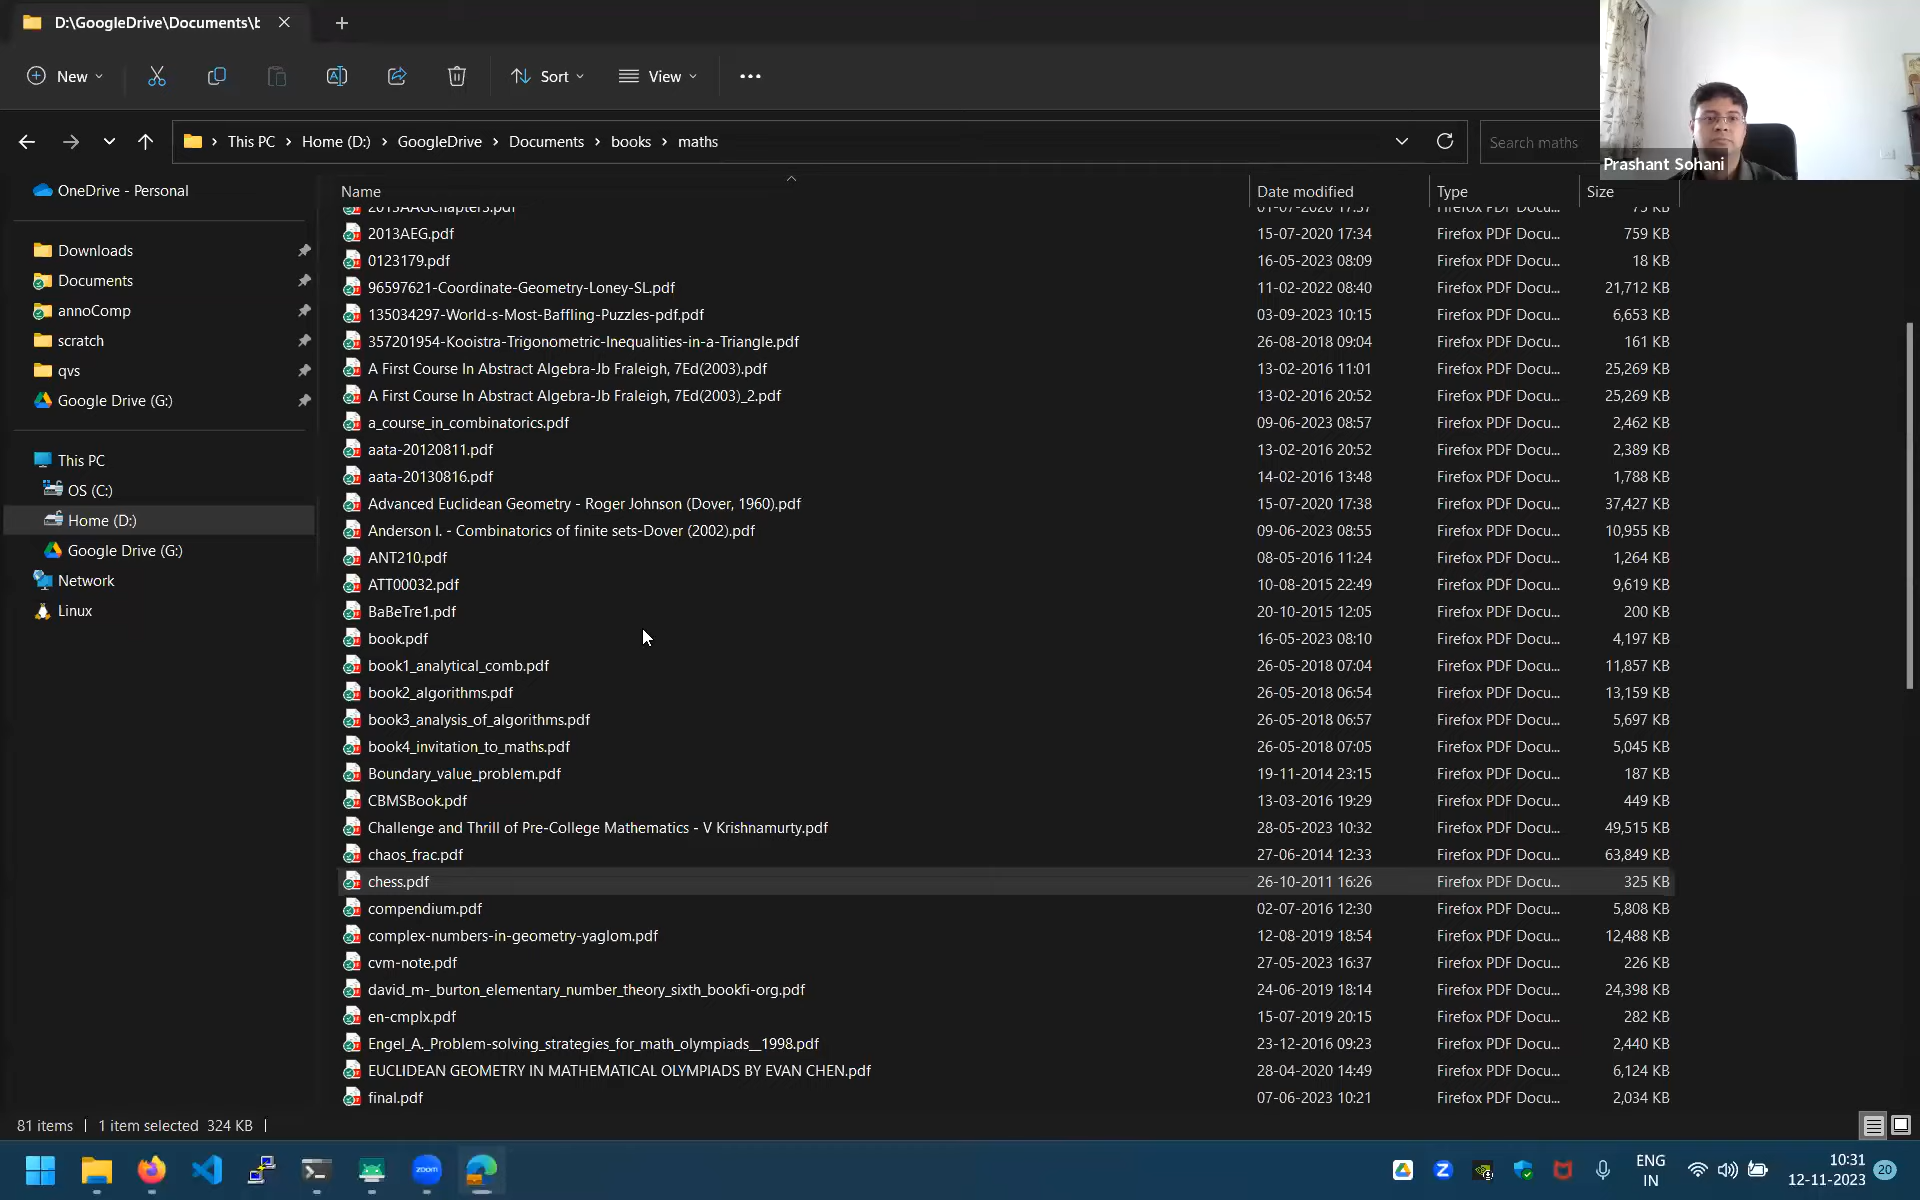 D:\GoogleDrive\Documents\b
New
Sort
View
This PC
Home (D:)
GoogleDrive
Documents
books
maths
Search maths
Prashant Sohani
OneDrive - Personal
Downloads
Documents
annoComp
scratch
qvs
Google Drive (G:)
This PC
OS (C:)
Home (D:)
Google Drive (G:)
Network
Linux
Name Date modified Type Size
2013AEG.pdf 15-07-2020 17:34 Firefox PDF Docu... 759 KB
0123179.pdf 16-05-2023 08:09 Firefox PDF Docu... 18 KB
96597621-Coordinate-Geometry-Loney-SL.pdf 11-02-2022 08:40 Firefox PDF Docu... 21,712 KB
135034297-World-s-Most-Baffling-Puzzles-pdf.pdf 03-09-2023 10:15 Firefox PDF Docu... 6,653 KB
357201954-Kooistra-Trigonometric-Inequalities-in-a-Triangle.pdf 26-08-2018 09:04 Firefox PDF Docu... 161 KB
A First Course In Abstract Algebra-Jb Fraleigh, 7Ed(2003).pdf 13-02-2016 11:01 Firefox PDF Docu... 25,269 KB
A First Course In Abstract Algebra-Jb Fraleigh, 7Ed(2003)_2.pdf 13-02-2016 20:52 Firefox PDF Docu... 25,269 KB
a_course_in_combinatorics.pdf 09-06-2023 08:57 Firefox PDF Docu... 2,462 KB
aata-20120811.pdf 13-02-2016 20:52 Firefox PDF Docu... 2,389 KB
aata-20130816.pdf 14-02-2016 13:48 Firefox PDF Docu... 1,788 KB
Advanced Euclidean Geometry - Roger Johnson (Dover, 1960).pdf 15-07-2020 17:38 Firefox PDF Docu... 37,427 KB
Anderson I. - Combinatorics of finite sets-Dover (2002).pdf 09-06-2023 08:55 Firefox PDF Docu... 10,955 KB
ANT210.pdf 08-05-2016 11:24 Firefox PDF Docu... 1,264 KB
ATT00032.pdf 10-08-2015 22:49 Firefox PDF Docu... 9,619 KB
BaBeTre1.pdf 20-10-2015 12:05 Firefox PDF Docu... 200 KB
book.pdf 16-05-2023 08:10 Firefox PDF Docu... 4,197 KB
book1_analytical_comb.pdf 26-05-2018 07:04 Firefox PDF Docu... 11,857 KB
book2_algorithms.pdf 26-05-2018 06:54 Firefox PDF Docu... 13,159 KB
book3_analysis_of_algorithms.pdf 26-05-2018 06:57 Firefox PDF Docu... 5,697 KB
book4_invitation_to_maths.pdf 26-05-2018 07:05 Firefox PDF Docu... 5,045 KB
Boundary_value_problem.pdf 19-11-2014 23:15 Firefox PDF Docu... 187 KB
CBMSBook.pdf 13-03-2016 19:29 Firefox PDF Docu... 449 KB
Challenge and Thrill of Pre-College Mathematics - V Krishnamurty.pdf 28-05-2023 10:32 Firefox PDF Docu... 49,515 KB
chaos_frac.pdf 27-06-2014 12:33 Firefox PDF Docu... 63,849 KB
chess.pdf 26-10-2011 16:26 Firefox PDF Docu... 325 KB
compendium.pdf 02-07-2016 12:30 Firefox PDF Docu... 5,808 KB
complex-numbers-in-geometry-yaglom.pdf 12-08-2019 18:54 Firefox PDF Docu... 12,488 KB
cvm-note.pdf 27-05-2023 16:37 Firefox PDF Docu... 226 KB
david_m-_burton_elementary_number_theory_sixth_bookfi-org.pdf 24-06-2019 18:14 Firefox PDF Docu... 24,398 KB
en-cmplx.pdf 15-07-2019 20:15 Firefox PDF Docu... 282 KB
Engel_A._Problem-solving_strategies_for_math_olympiads__1998.pdf 23-12-2016 09:23 Firefox PDF Docu... 2,440 KB
EUCLIDEAN GEOMETRY IN MATHEMATICAL OLYMPIADS BY EVAN CHEN.pdf 28-04-2020 14:49 Firefox PDF Docu... 6,124 KB
final.pdf 07-06-2023 10:21 Firefox PDF Docu... 2,034 KB
81 items 1 item selected 324 KB
zoom
ENG
IN
10:31
12-11-2023
20